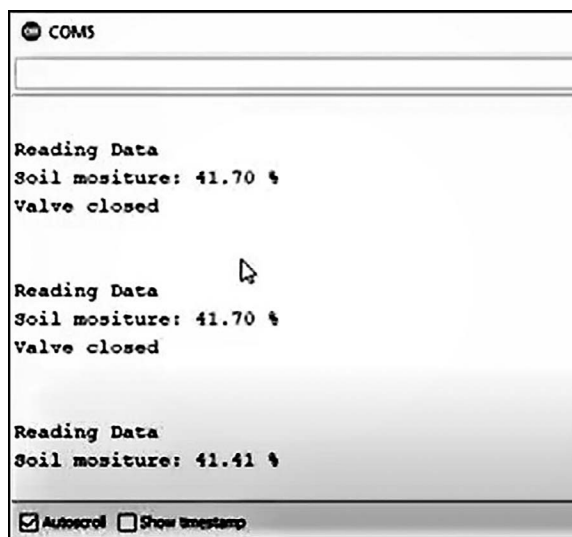 COM5
Reading Data
Soil mositure: 41.70 %
Valve closed
Reading Data
Soil mositure: 41.70 %
Valve closed
Reading Data
Soil mositure: 41.41 %
Autoscroll Show timestamp